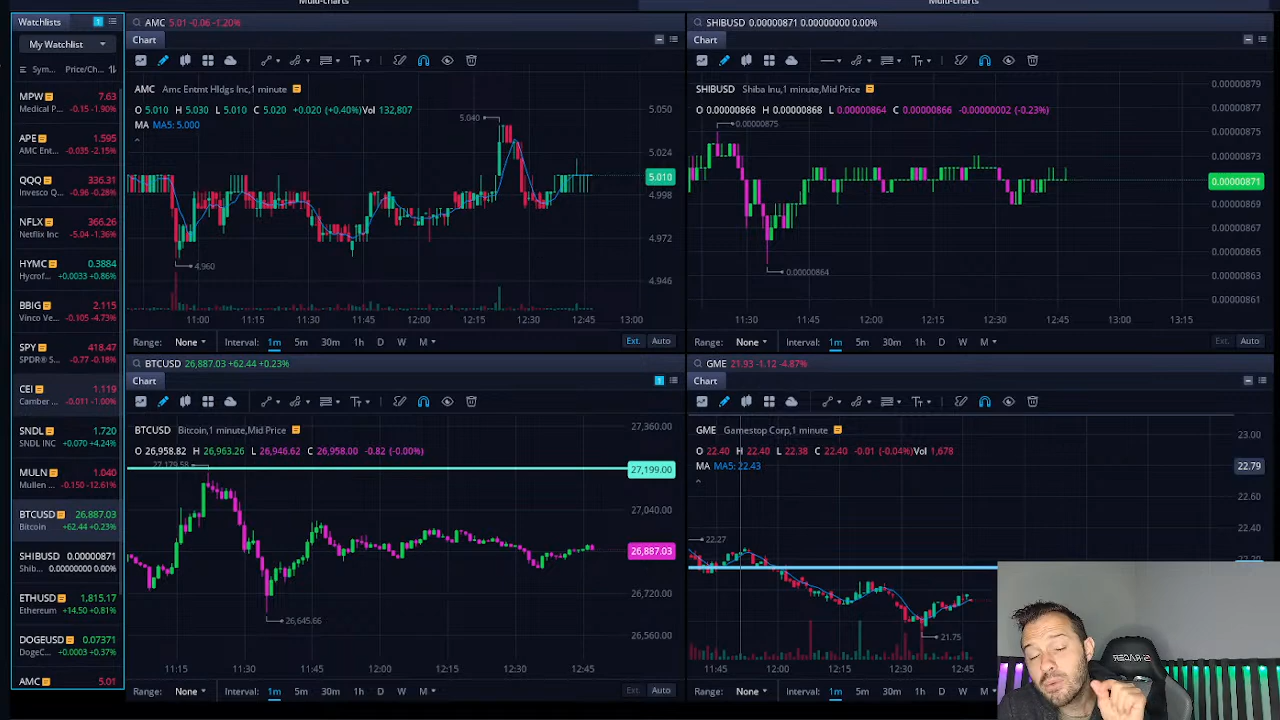 Multi-charts
Multi-charts
Watchlists
My Watchlist
Sym... Price/Ch...
MPW 7.63
Medical P... -0.15 -1.90%
APE 1.595
AMC Ent... -0.035 -2.15%
QQQ 336.31
Invesco Q... -0.96 -0.28%
NFLX 366.26
Netflix Inc -5.04 -1.36%
HYMC 0.3884
Hycrof... +0.0033 +0.86%
BBIG 2.115
Vinco Ve... -0.105 -4.73%
SPY 418.47
SPDR® S... -0.77 -0.18%
CEI 1.119
Camber ... -0.011 -1.00%
SNDL 1.720
SNDL INC +0.070 +4.24%
MULN 1.040
Mullen ... -0.150 -12.61%
BTCUSD 26,887.03
Bitcoin +62.44 +0.23%
SHIBUSD 0.00000871
Shib... 0.00000000 0.00%
ETHUSD 1,815.17
Ethereum +14.50 +0.81%
DOGEUSD 0.07371
DogeC... +0.0003 +0.37%
AMC 5.01
AMC 5.01 -0.06 -1.20%
Chart
AMC Amc Entmt Hldgs Inc,1 minute
O 5.010 H 5.030 L 5.010 C 5.020 +0.020 (+0.40%) Vol 132,807
MA MA5: 5.000
5.040
4.960
5.050
5.024
5.010
4.998
4.972
4.946
11:00 11:15 11:30 11:45 12:00 12:15 12:30 12:45 13:00
Range: None Interval: 1m 5m 30m 1h D W M Ext. Auto
SHIBUSD 0.00000871 0.00000000 0.00%
Chart
SHIBUSD Shiba Inu,1 minute,Mid Price
O 0.00000868 H 0.00000868 L 0.00000864 C 0.00000866 -0.00000002 (-0.23%)
0.00000875
0.00000864
0.00000879
0.00000877
0.00000875
0.00000873
0.00000871
0.00000869
0.00000867
0.00000865
0.00000863
0.00000861
11:30 11:45 12:00 12:15 12:30 12:45 13:00 13:15
Range: None Interval: 1m 5m 30m 1h D W M Ext. Auto
BTCUSD 26,887.03 +62.44 +0.23%
Chart
BTCUSD Bitcoin,1 minute,Mid Price
O 26,958.82 H 26,963.26 L 26,946.62 C 26,958.00 -0.82 (-0.00%)
27,179.58
26,645.66
27,360.00
27,199.00
27,040.00
26,887.03
26,720.00
26,560.00
11:15 11:30 11:45 12:00 12:15 12:30 12:45
Range: None Interval: 1m 5m 30m 1h D W M Ext. Auto
GME 21.93 -1.12 -4.87%
Chart
GME Gamestop Corp,1 minute
O 22.40 H 22.40 L 22.38 C 22.40 -0.01 (-0.04%) Vol 1,678
MA MA5: 22.43
22.27
21.75
23.00
22.79
22.60
22.40
11:30 11:45 12:00 12:15 12:30 12:45
Range: None Interval: 1m 5m 30m 1h D W M